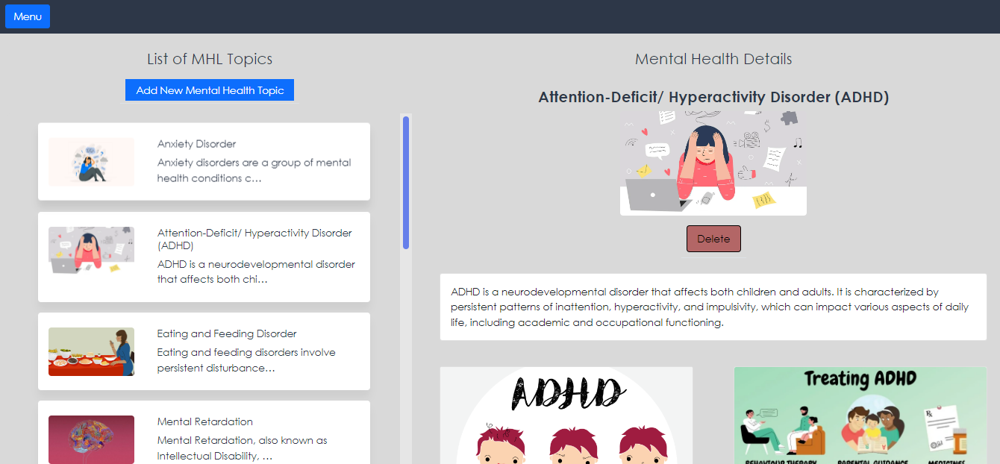 Menu
List of MHL Topics
Add New Mental Health Topic
Anxiety Disorder
Anxiety disorders are a group of mental
health conditions c...
Attention-Deficit/ Hyperactivity Disorder
(ADHD)
ADHD is a neurodevelopmental disorder
that affects both chi...
Eating and Feeding Disorder
Eating and feeding disorders involve
persistent disturbance...
Mental Retardation
Mental Retardation, also known as
Intellectual Disability, ...
Mental Health Details
Attention-Deficit/ Hyperactivity Disorder (ADHD)
Delete
ADHD is a neurodevelopmental disorder that affects both children and adults. It is characterized by
persistent patterns of inattention, hyperactivity, and impulsivity, which can impact various aspects of daily
life, including academic and occupational functioning.
ADHD
Treating ADHD
BEHAVIOUR THERAPY
PARENTAL GUIDANCE
MEDICINES